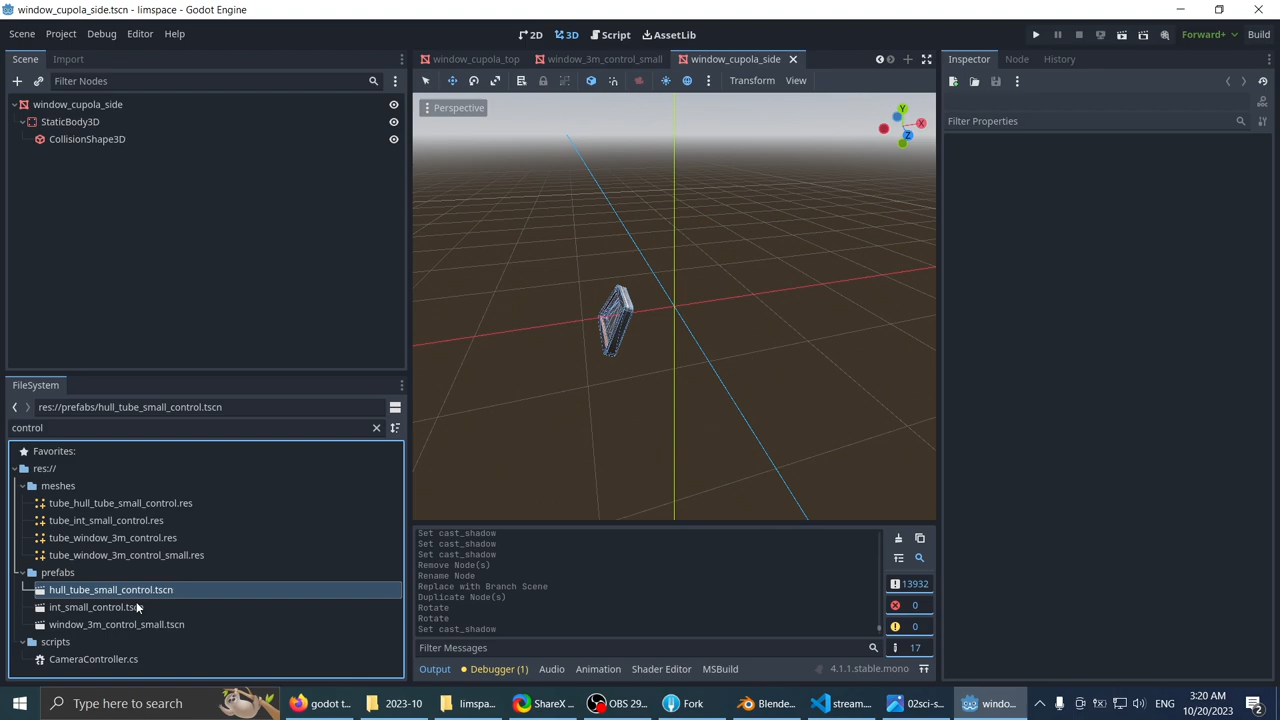 window_cupola_side.tscn - limspace - Godot Engine
Scene Project Debug Editor Help
2D 3D Script AssetLib
Forward+ Build
Scene Import
window_cupola_top window_3m_control_small window_cupola_side
Inspector Node History
Filter Nodes
Transform View
window_cupola_side
StaticBody3D
CollisionShape3D
Perspective
Y
X
Z
Filter Properties
FileSystem
res://prefabs/hull_tube_small_control.tscn
control
Favorites:
res://
meshes
tube_hull_tube_small_control.res
tube_int_small_control.res
tube_window_3m_control.res
tube_window_3m_control_small.res
prefabs
hull_tube_small_control.tscn
int_small_control.tscn
window_3m_control_small.tscn
scripts
CameraController.cs
Set cast_shadow
Set cast_shadow
Set cast_shadow
Remove Node(s)
Rename Node
Replace with Branch Scene
Duplicate Node(s)
Rotate
Rotate
Set cast_shadow
13932
0
0
17
Filter Messages
Output Debugger (1) Audio Animation Shader Editor MSBuild
4.1.1.stable.mono
Type here to search
godot t...
2023-10
limspa...
ShareX ...
OBS 29...
Fork
Blende...
stream...
02sci-s...
windo...
ENG
3:20 AM
10/20/2023
2